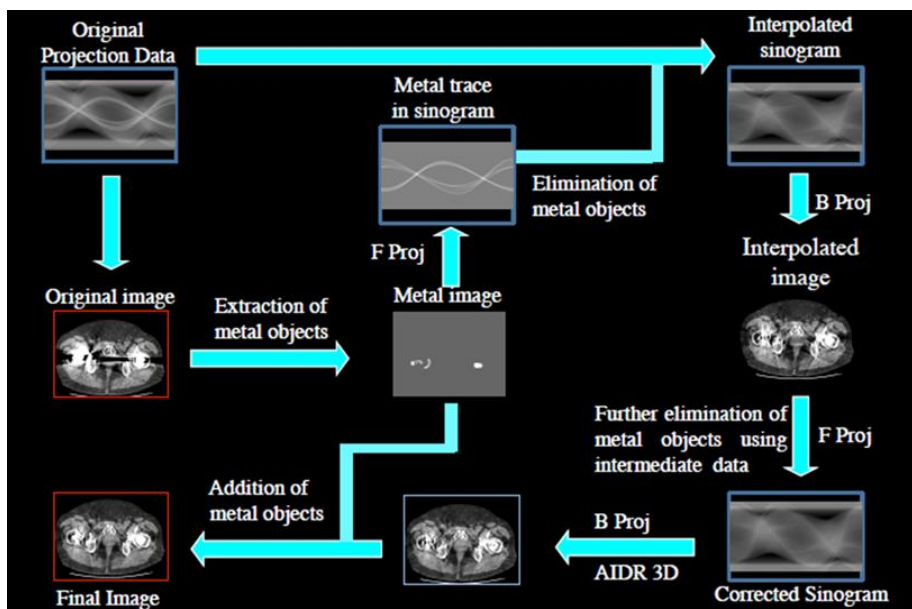 Original
Projection Data
Interpolated
sinogram
Metal trace
in sinogram
Elimination of
metal objects
B Proj
F Proj
Interpolated
image
Original image
Extraction of
metal objects
Metal image
Further elimination of
metal objects using
intermediate data
F Proj
Addition of
metal objects
B Proj
AIDR 3D
Final Image
Corrected Sinogram